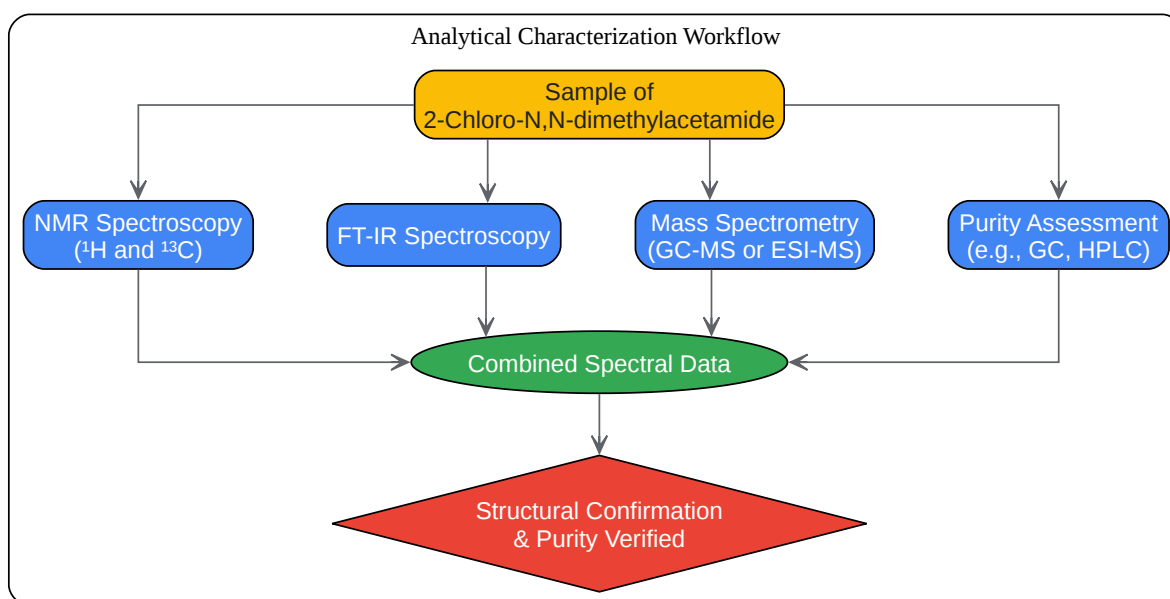 Analytical Characterization Workflow
Sample of
2-Chloro-N,N-dimethylacetamide
NMR Spectroscopy
(¹H and ¹³C)
FT-IR Spectroscopy
Mass Spectrometry
(GC-MS or ESI-MS)
Purity Assessment
(e.g., GC, HPLC)
Combined Spectral Data
Structural Confirmation
& Purity Verified